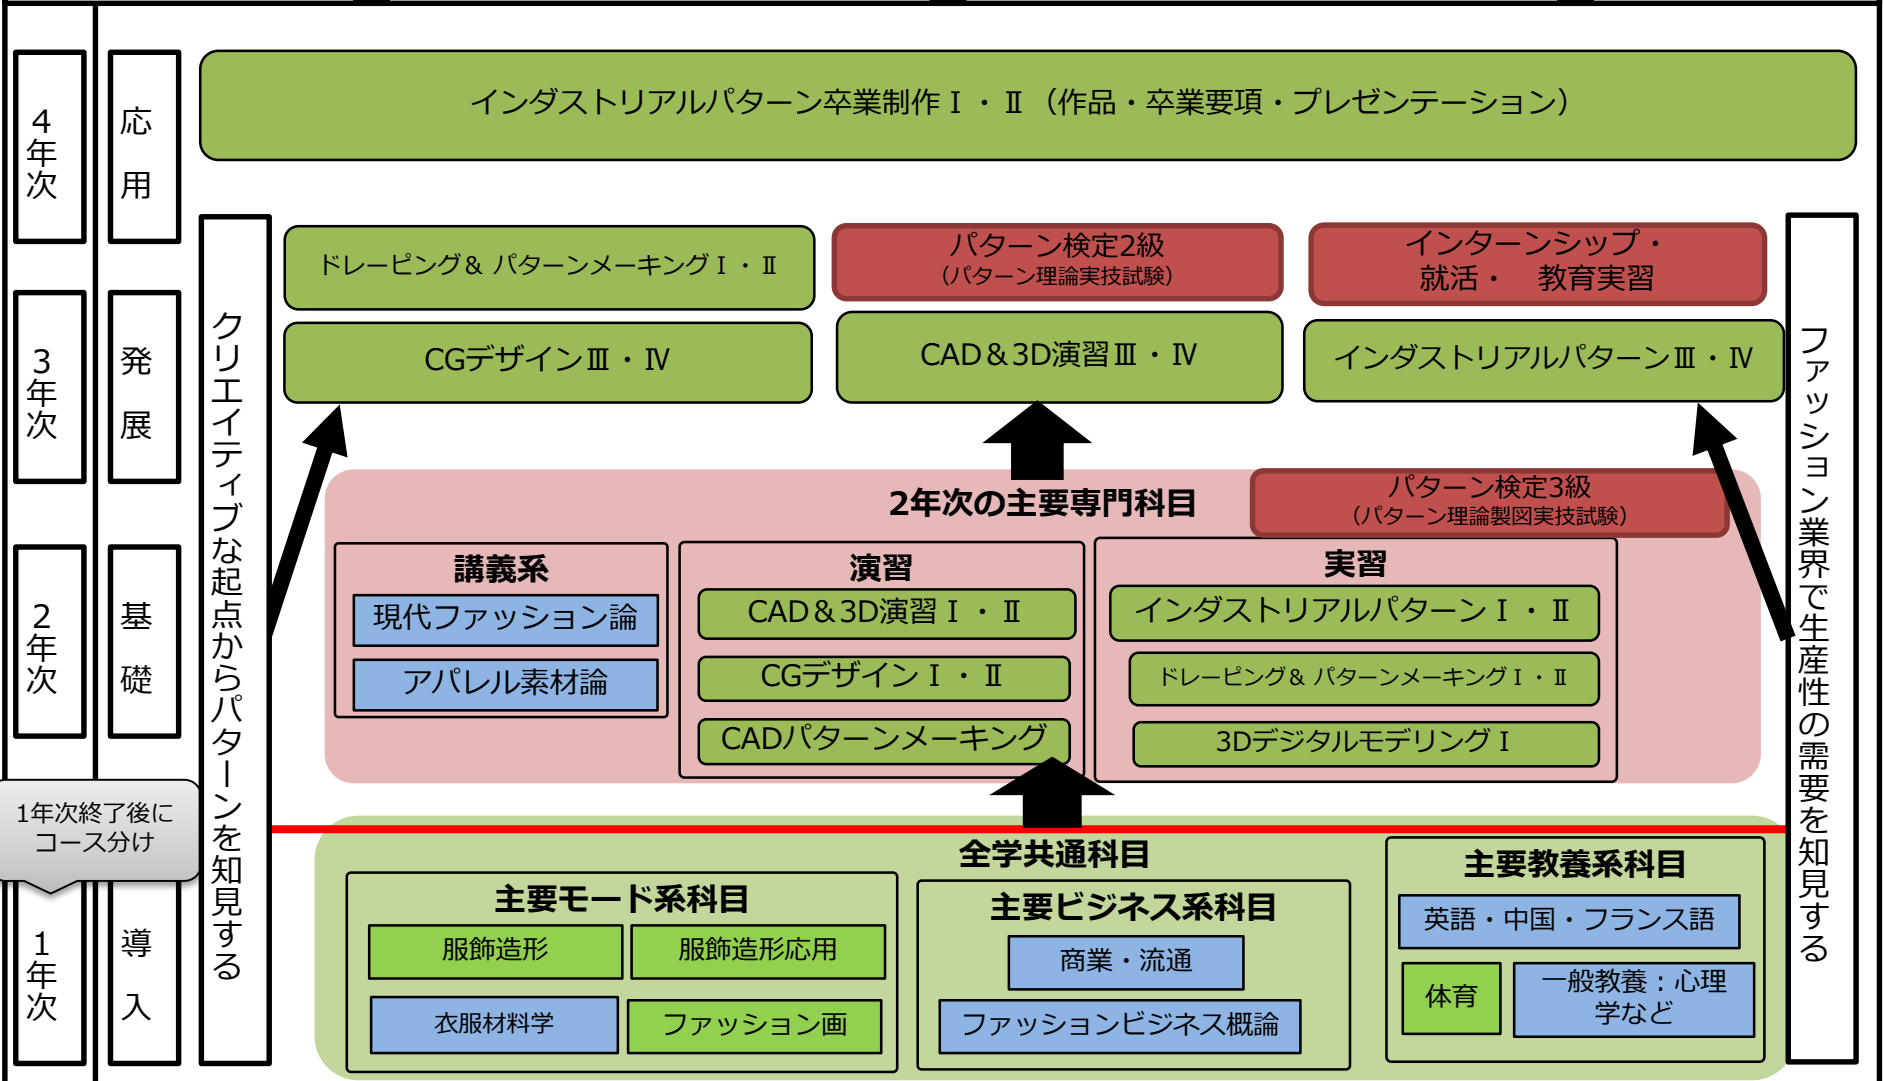 4年次
応用
インダストリアルパターン卒業制作Ⅰ・Ⅱ（作品・卒業要項・プレゼンテーション）
3年次
発展
クリエイティブな起点からパターンを知見する
ドレーピング& パターンメーキングⅠ・Ⅱ
パターン検定2級
（パターン理論実技試験）
インターンシップ・
就活・　教育実習
CGデザインⅢ・Ⅳ
CAD&3D演習Ⅲ・Ⅳ
インダストリアルパターンⅢ・Ⅳ
ファッション業界で生産性の需要を知見する
2年次
基礎
2年次の主要専門科目
パターン検定3級
（パターン理論製図実技試験）
講義系
現代ファッション論
アパレル素材論
演習
CAD&3D演習Ⅰ・Ⅱ
CGデザインⅠ・Ⅱ
CADパターンメーキング
実習
インダストリアルパターンⅠ・Ⅱ
ドレーピング& パターンメーキングⅠ・Ⅱ
3DデジタルモデリングⅠ
1年次終了後に
コース分け
1年次
導入
全学共通科目
主要モード系科目
服飾造形
服飾造形応用
衣服材料学
ファッション画
主要ビジネス系科目
商業・流通
ファッションビジネス概論
主要教養系科目
英語・中国・フランス語
体育
一般教養：心理
学など